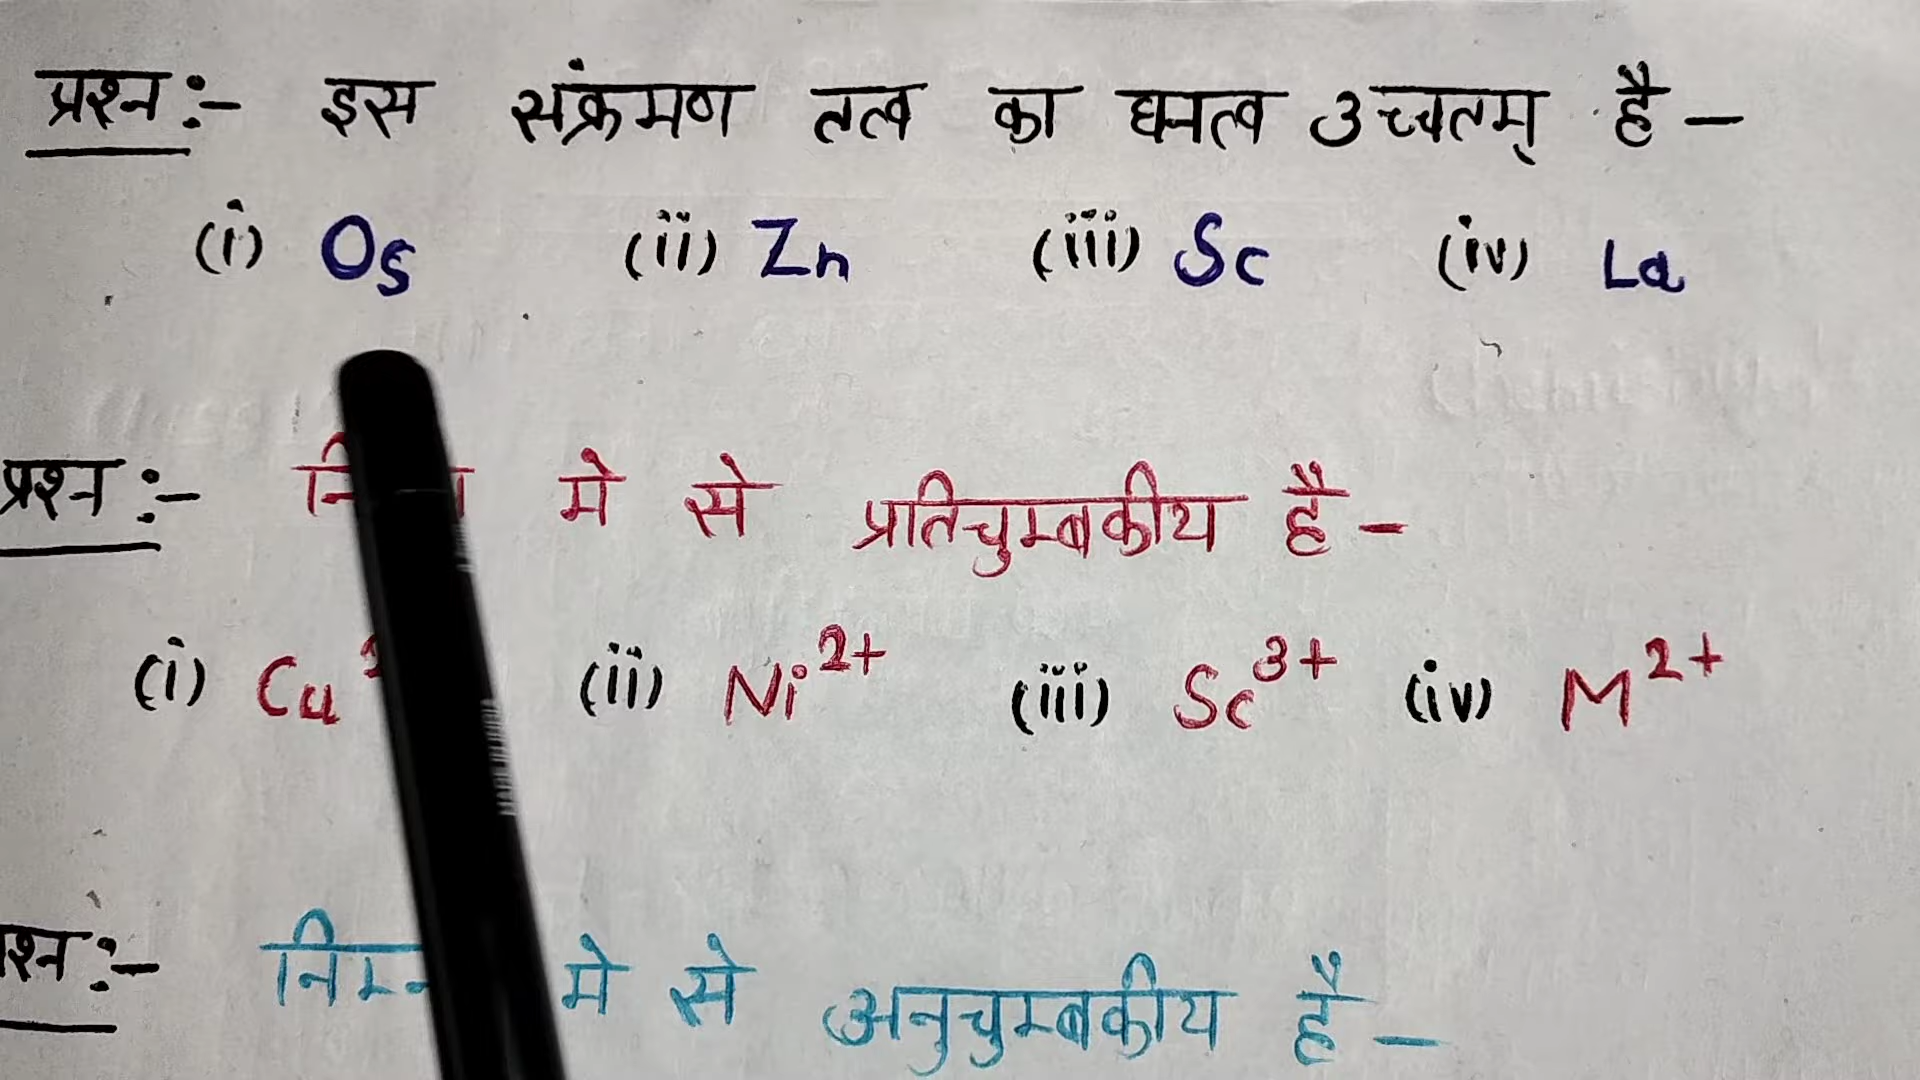 प्रश्न :- इस संक्रमण तत्व का घनत्व उच्चतम् है -
(i) Os (ii) Zn (iii) Sc (iv) La
प्रश्न :- मे से प्रतिचुम्बकीय है -
(i) Cu (ii) Ni²⁺ (iii) Sc³⁺ (iv) M²⁺
निम्न मे से अनुचुम्बकीय है -